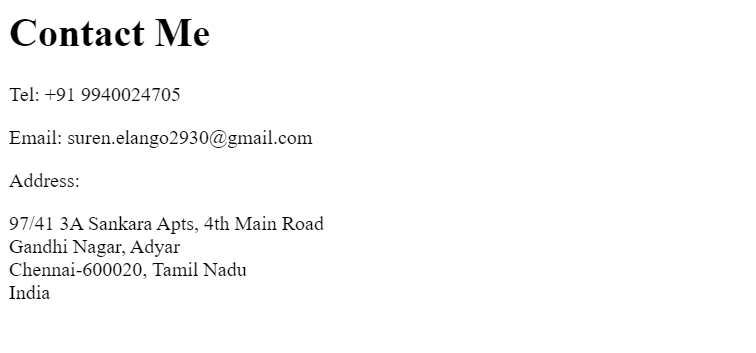 Contact Me
Tel: +91 9940024705
Email: suren.elango2930@gmail.com
Address:
97/41 3A Sankara Apts, 4th Main Road
Gandhi Nagar, Adyar
Chennai-600020, Tamil Nadu
India